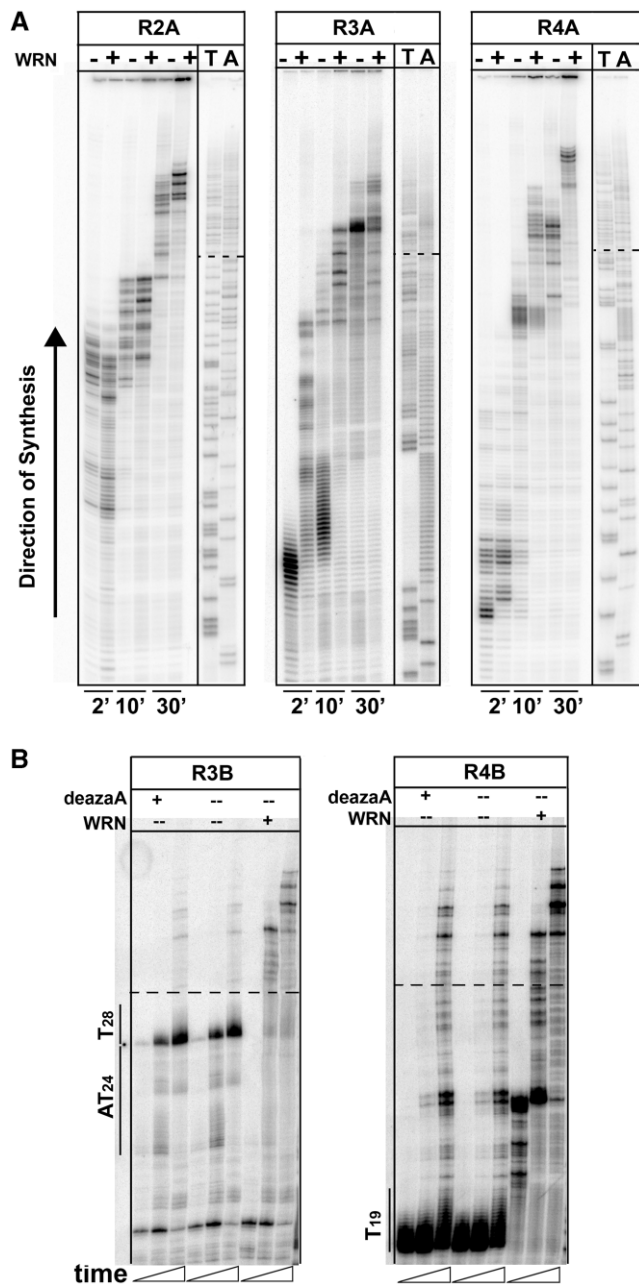 A
R2A R3A R4A
WRN - + - + - + T A - + - + - + T A - + - + - + T A
Direction of Synthesis
2' 10' 30' 2' 10' 30' 2' 10' 30'
B
R3B R4B
deazaA + -- -- deazaA + -- --
WRN -- -- + WRN -- -- +
T28
AT24
T19
time